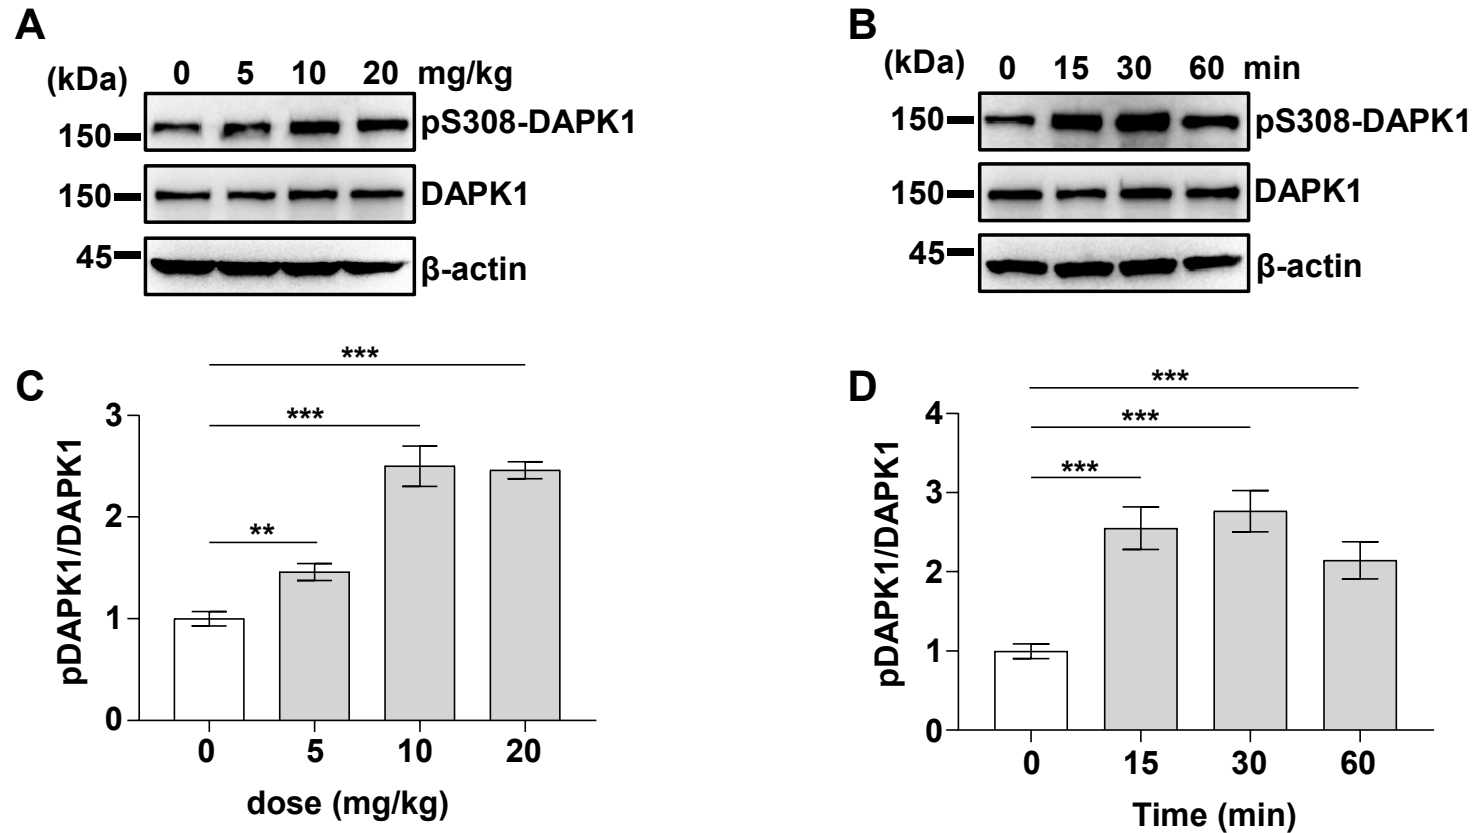 A
(kDa) 0 5 10 20 mg/kg
150 pS308-DAPK1
150 DAPK1
45 β-actin
B
(kDa) 0 15 30 60 min
150 pS308-DAPK1
150 DAPK1
45 β-actin
C
***
***
**
pDAPK1/DAPK1
3
2
1
0
0 5 10 20
dose (mg/kg)
D
***
***
***
pDAPK1/DAPK1
4
3
2
1
0
0 15 30 60
Time (min)